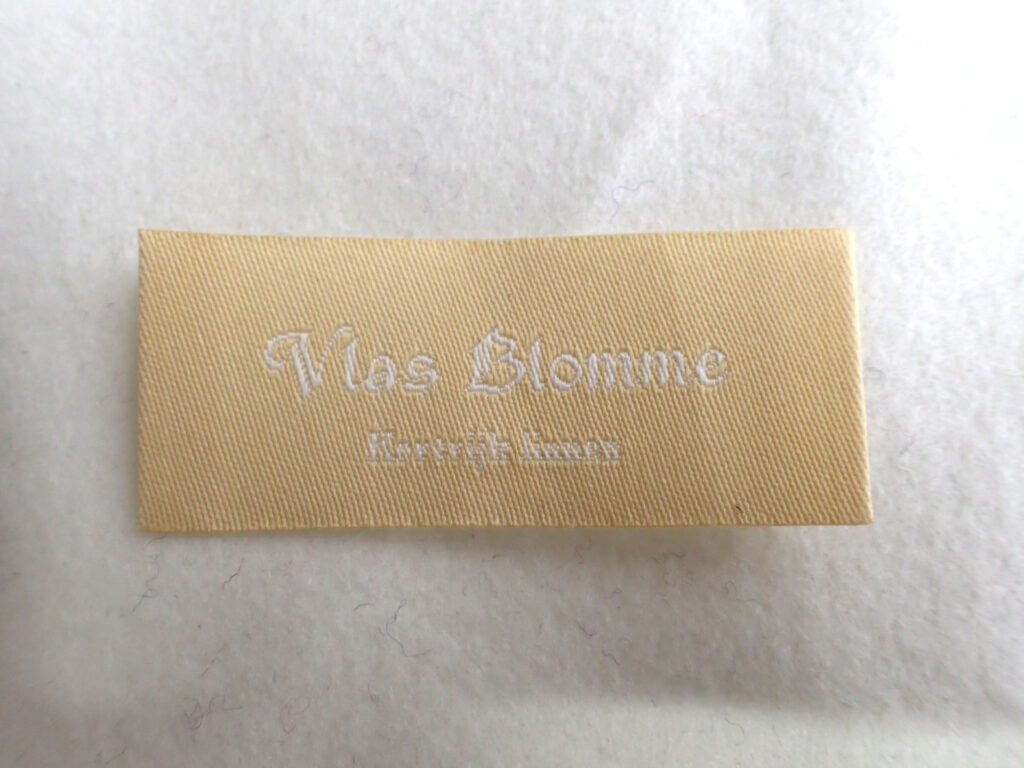 Vlas Blomme
Kortrijk linnen